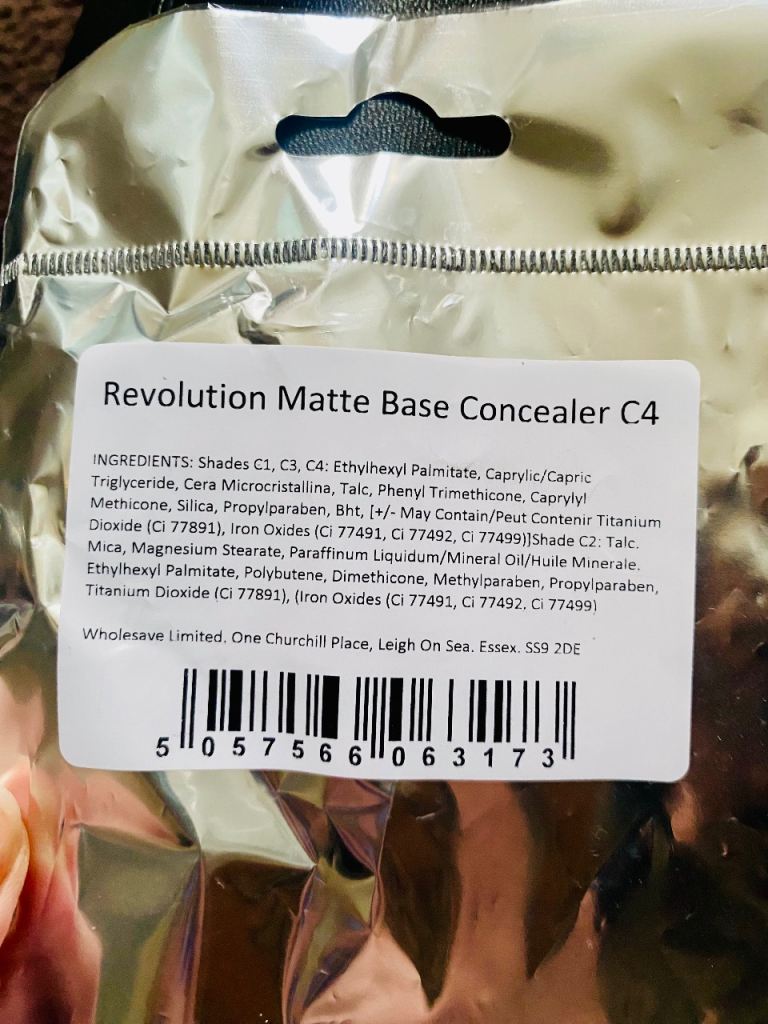 Revolution Matte Base Concealer C4
INGREDIENTS: Shades C1, C3, C4: Ethylhexyl Palmitate, Caprylic/Capric
Triglyceride, Cera Microcristallina, Talc, Phenyl Trimethicone, Caprylyl
Methicone, Silica, Propylparaben, Bht, [+/- May Contain/Peut Contenir Titanium
Dioxide (Ci 77891), Iron Oxides (Ci 77491, Ci 77492, Ci 77499)]Shade C2: Talc.
Mica, Magnesium Stearate, Paraffinum Liquidum/Mineral Oil/Huile Minerale.
Ethylhexyl Palmitate, Polybutene, Dimethicone, Methylparaben, Propylparaben,
Titanium Dioxide (Ci 77891), (Iron Oxides (Ci 77491, Ci 77492. Ci 77499)
Wholesave Limited. One Churchill Place, Leigh On Sea. Essex. SS9 2DE
5 057566 063173